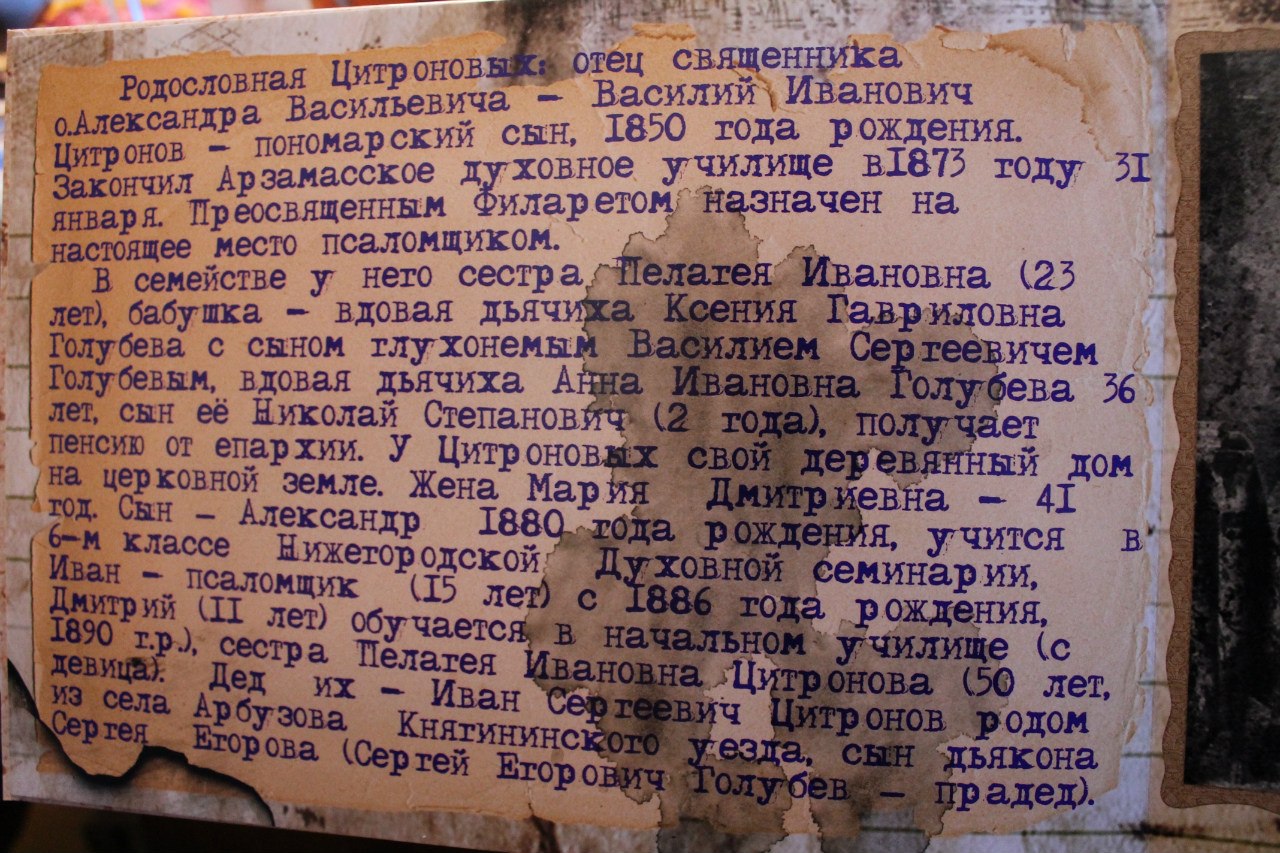 Родословная Цитроновых: отец священника
о.Александра Васильевича – Василий Иванович
Цитронов – пономарский сын, 1850 года рождения.
Закончил Арзамасское духовное училище в1873 году 31
января. Преосвященным Филаретом назначен на
настоящее место псаломщиком.
В семействе у него сестра Пелагея Ивановна (23
лет), бабушка – вдовая дьячиха Ксения Гавриловна
Голубева с сыном глухонемым Василием Сергеевичем
Голубевым, вдовая дьячиха Анна Ивановна Голубева 36
лет, сын её Николай Степанович (2 года), получает
пенсию от епархии. У Цитроновых свой деревянный дом
на церковной земле. Жена Мария Дмитриевна – 41
год. Сын – Александр 1880 года рождения, учится в
6-м классе Нижегородской Духовной семинарии,
Иван – псаломщик (15 лет) с 1886 года рождения,
Дмитрий (11 лет) обучается в начальном училище (с
1890 г.р.), сестра Пелагея Ивановна Цитронова (50 лет,
девица). Дед их – Иван Сергеевич Цитронов родом
из села Арбузова Княгининского уезда, сын дьякона
Сергея Егорова (Сергей Егорович Голубев – прадед).